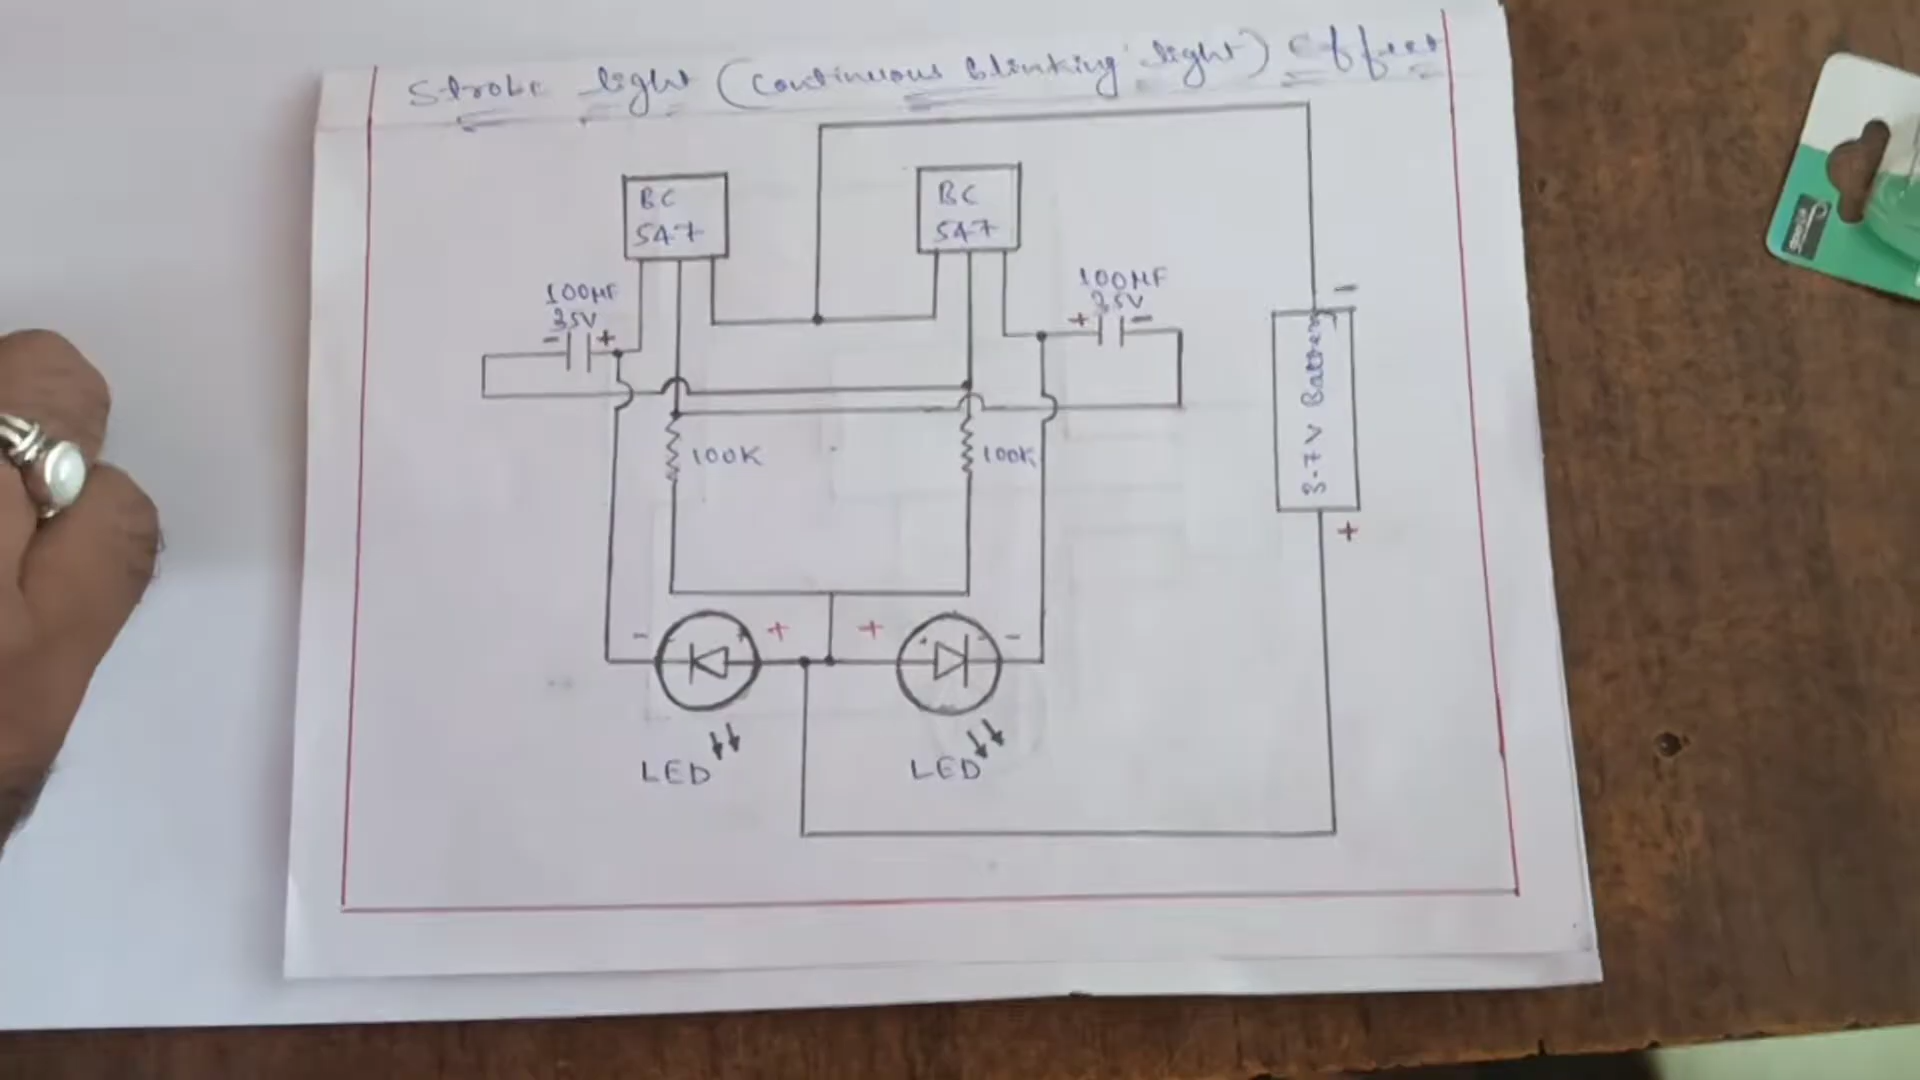 Strobe light (Continuous blinking light) Effect
BC
547
BC
547
100MF
35V
- +
100MF
35V
+ -
100K
100K
3.7V Battery
-
+
- + + -
LED
LED